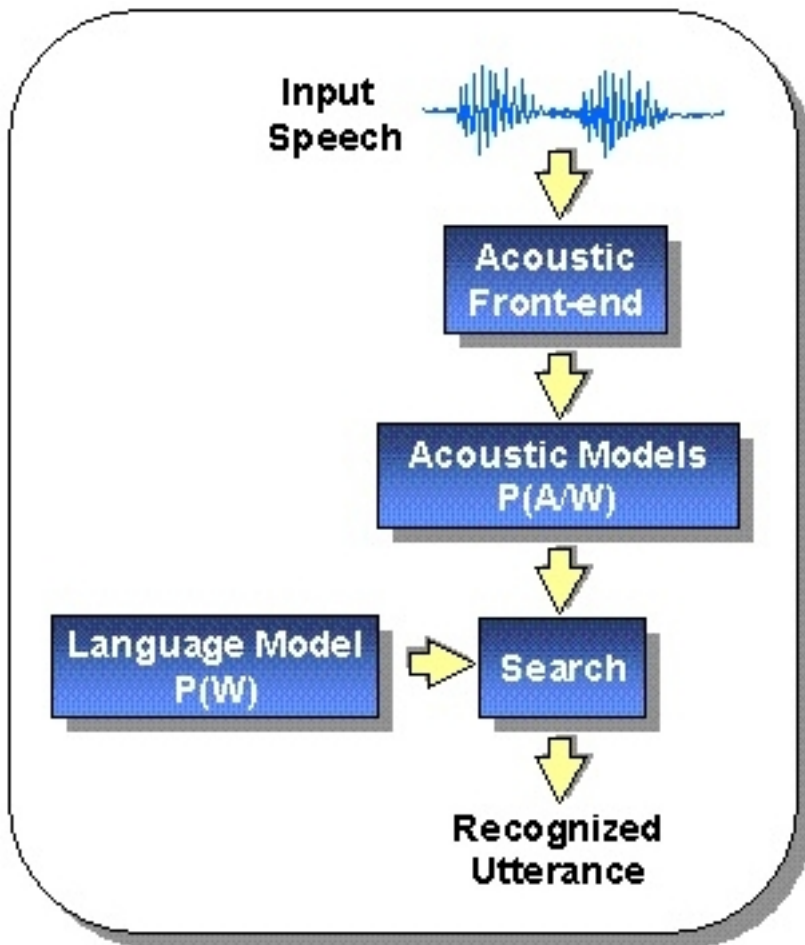 Input
Speech
Acoustic
Front-end
Acoustic Models
P(A/W)
Language Model
P(W)
Search
Recognized
Utterance